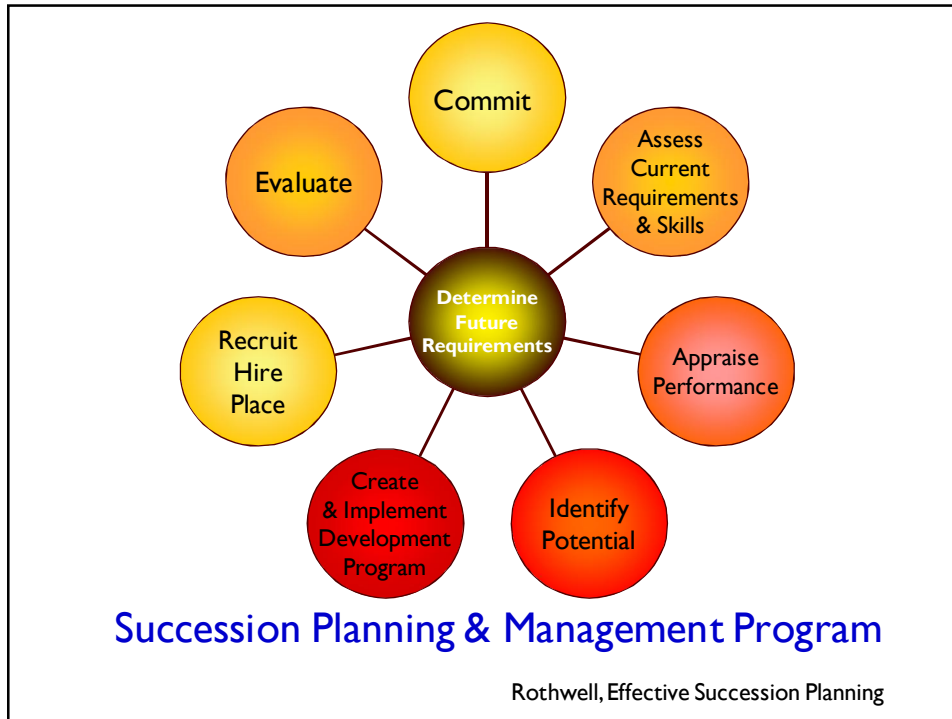 Commit
Assess
Current
Requirements
& Skills
Appraise
Performance
Identify
Potential
Create
& Implement
Development
Program
Recruit
Hire
Place
Evaluate
Determine
Future
Requirements
Succession Planning & Management Program
Rothwell, Effective Succession Planning